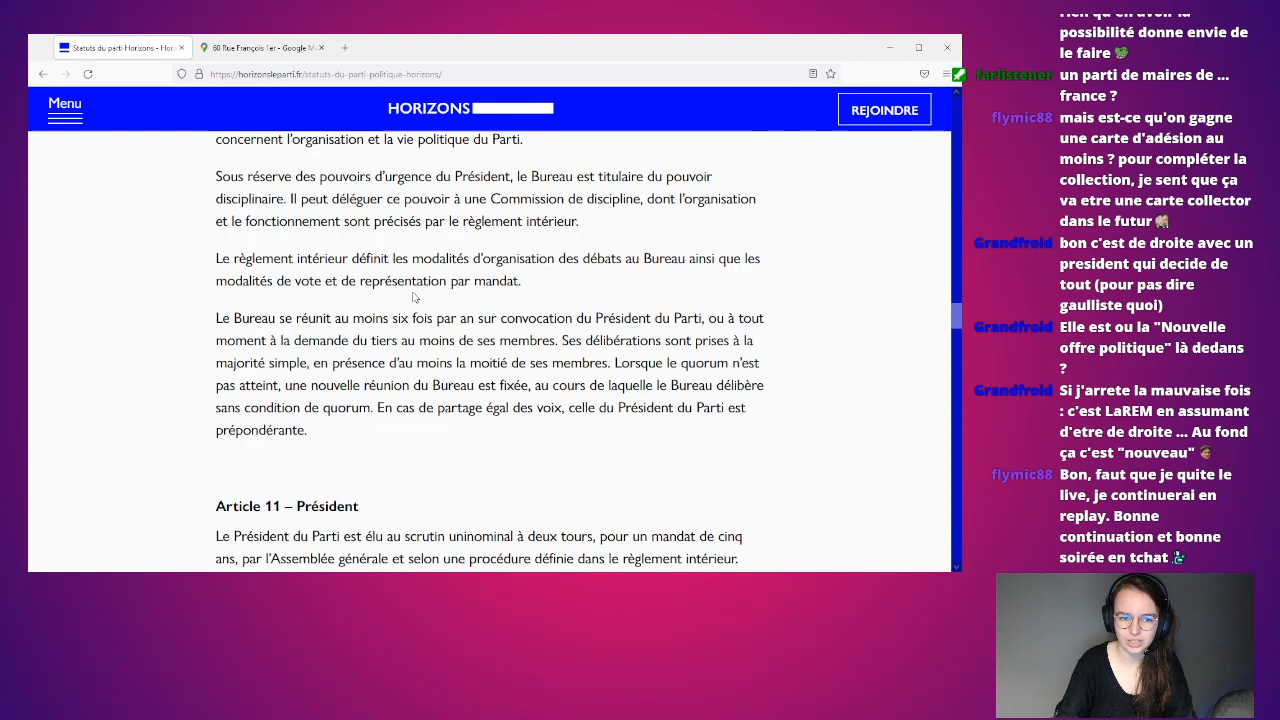 Statuts du parti Horizons - Hori
60 Rue François 1er - Google M
https://horizonsleparti.fr/statuts-du-parti-politique-horizons/
Menu
HORIZONS
REJOINDRE
concernent l'organisation et la vie politique du Parti.
Sous réserve des pouvoirs d'urgence du Président, le Bureau est titulaire du pouvoir
disciplinaire. Il peut déléguer ce pouvoir à une Commission de discipline, dont l'organisation
et le fonctionnement sont précisés par le règlement intérieur.
Le règlement intérieur définit les modalités d'organisation des débats au Bureau ainsi que les
modalités de vote et de représentation par mandat.
Le Bureau se réunit au moins six fois par an sur convocation du Président du Parti, ou à tout
moment à la demande du tiers au moins de ses membres. Ses délibérations sont prises à la
majorité simple, en présence d'au moins la moitié de ses membres. Lorsque le quorum n'est
pas atteint, une nouvelle réunion du Bureau est fixée, au cours de laquelle le Bureau délibère
sans condition de quorum. En cas de partage égal des voix, celle du Président du Parti est
prépondérante.
Article 11 – Président
Le Président du Parti est élu au scrutin uninominal à deux tours, pour un mandat de cinq
ans, par l'Assemblée générale et selon une procédure définie dans le règlement intérieur.
rien qu'en avoir la
possibilité donne envie de
le faire
farlistener un parti de maires de ...
france ?
flymic88 mais est-ce qu'on gagne
une carte d'adésion au
moins ? pour compléter la
collection, je sent que ça
va etre une carte collector
dans le futur
Grandfroid bon c'est de droite avec un
president qui decide de
tout (pour pas dire
gaulliste quoi)
Grandfroid Elle est ou la "Nouvelle
offre politique" là dedans
?
Grandfroid Si j'arrete la mauvaise fois
: c'est LaREM en assumant
d'etre de droite ... Au fond
ça c'est "nouveau"
flymic88 Bon, faut que je quite le
live, je continuerai en
replay. Bonne
continuation et bonne
soirée en tchat